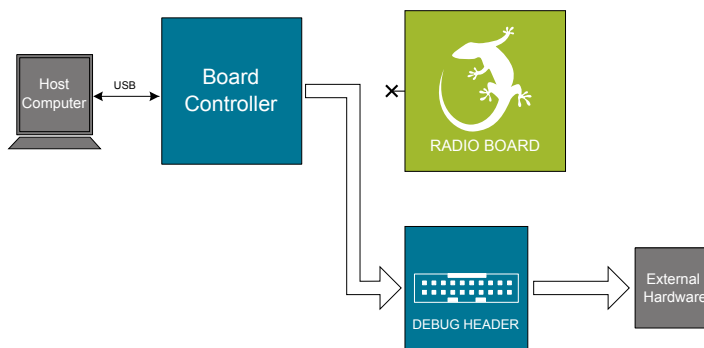 Host
Computer
USB
Board
Controller
RADIO BOARD
DEBUG HEADER
External
Hardware